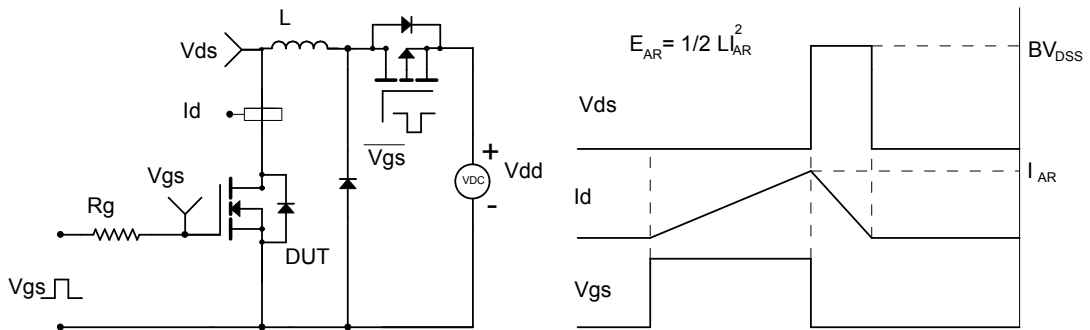 L
Vds
Id
Vgs
Rg
DUT
Vgs
Vgs
+
VDC
Vdd
-
E_AR= 1/2 LI_AR^2
BV_DSS
Vds
I_AR
Id
Vgs